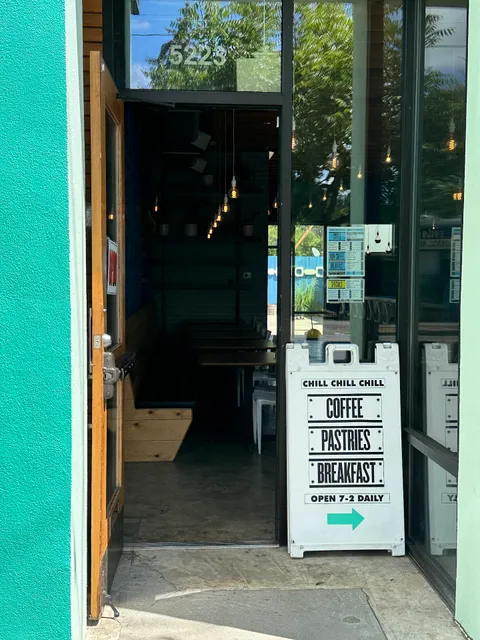 5223
CHILL CHILL CHILL
COFFEE
PASTRIES
BREAKFAST
OPEN 7-2 DAILY